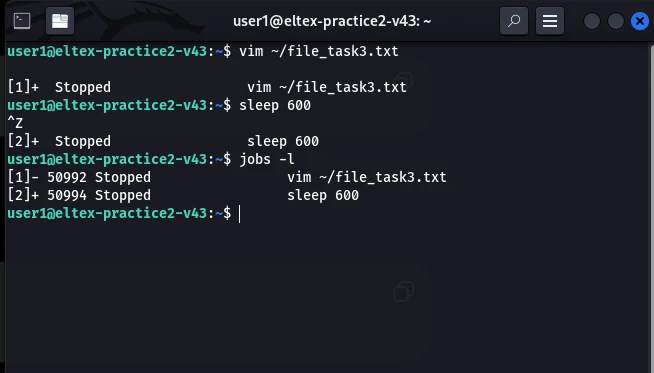 user1@eltex-practice2-v43: ~
user1@eltex-practice2-v43:~$ vim ~/file_task3.txt
[1]+  Stopped                 vim ~/file_task3.txt
user1@eltex-practice2-v43:~$ sleep 600
^Z
[2]+  Stopped                 sleep 600
user1@eltex-practice2-v43:~$ jobs -l
[1]- 50992 Stopped                 vim ~/file_task3.txt
[2]+ 50994 Stopped                 sleep 600
user1@eltex-practice2-v43:~$